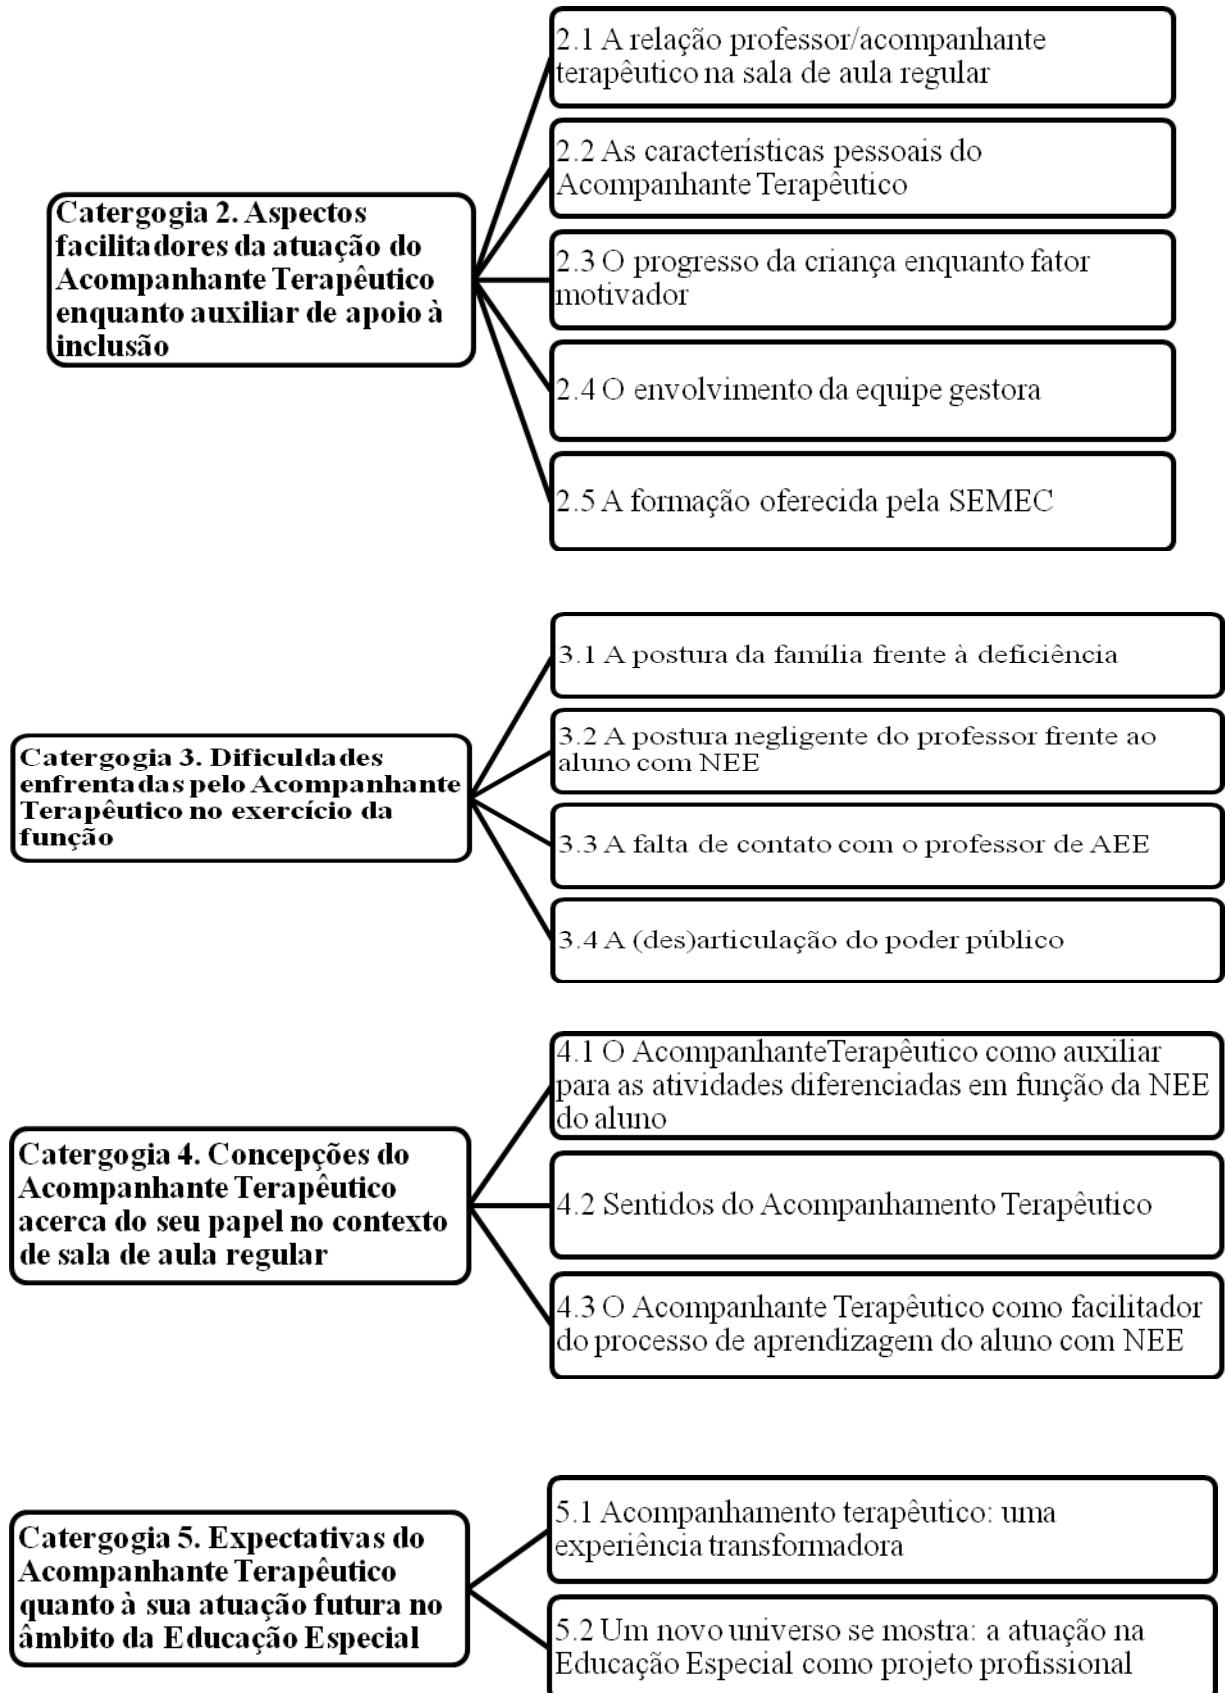 Catergogia 2. Aspectos
facilitadores da atuação do
Acompanhante Terapêutico
enquanto auxiliar de apoio à
inclusão
2.1 A relação professor/acompanhante
terapêutico na sala de aula regular
2.2 As características pessoais do
Acompanhante Terapêutico
2.3 O progresso da criança enquanto fator
motivador
2.4 O envolvimento da equipe gestora
2.5 A formação oferecida pela SEMEC
Catergogia 3. Dificuldades
enfrentadas pelo Acompanhante
Terapêutico no exercício da
função
3.1 A postura da família frente à deficiência
3.2 A postura negligente do professor frente ao
aluno com NEE
3.3 A falta de contato com o professor de AEE
3.4 A (des)articulação do poder público
Catergogia 4. Concepções do
Acompanhante Terapêutico
acerca do seu papel no contexto
de sala de aula regular
4.1 O AcompanhanteTerapêutico como auxiliar
para as atividades diferenciadas em função da NEE
do aluno
4.2 Sentidos do Acompanhamento Terapêutico
4.3 O Acompanhante Terapêutico como facilitador
do processo de aprendizagem do aluno com NEE
Catergogia 5. Expectativas do
Acompanhante Terapêutico
quanto à sua atuação futura no
âmbito da Educação Especial
5.1 Acompanhamento terapêutico: uma
experiência transformadora
5.2 Um novo universo se mostra: a atuação na
Educação Especial como projeto profissional